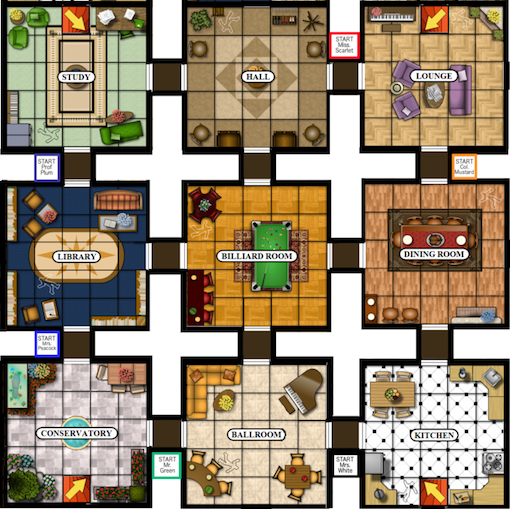 START
Miss.
Scarlet
STUDY
HALL
LOUNGE
START
Prof
Plum
START
Col.
Mustard
LIBRARY
BILLIARD ROOM
DINING ROOM
START
Mrs.
Peacock
CONSERVATORY
BALLROOM
KITCHEN
START
Mr.
Green
START
Mrs.
White